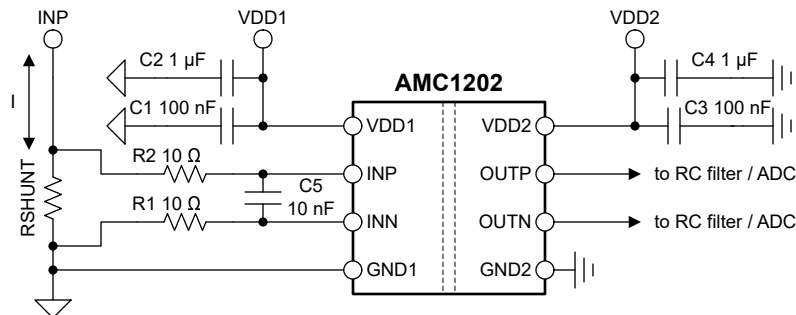 INP
VDD1
VDD2
C2 1 µF
C4 1 µF
AMC1202
C1 100 nF
C3 100 nF
I
VDD1
VDD2
R2 10 Ω
INP
OUTP
to RC filter / ADC
C5
10 nF
RSHUNT
R1 10 Ω
INN
OUTN
to RC filter / ADC
GND1
GND2